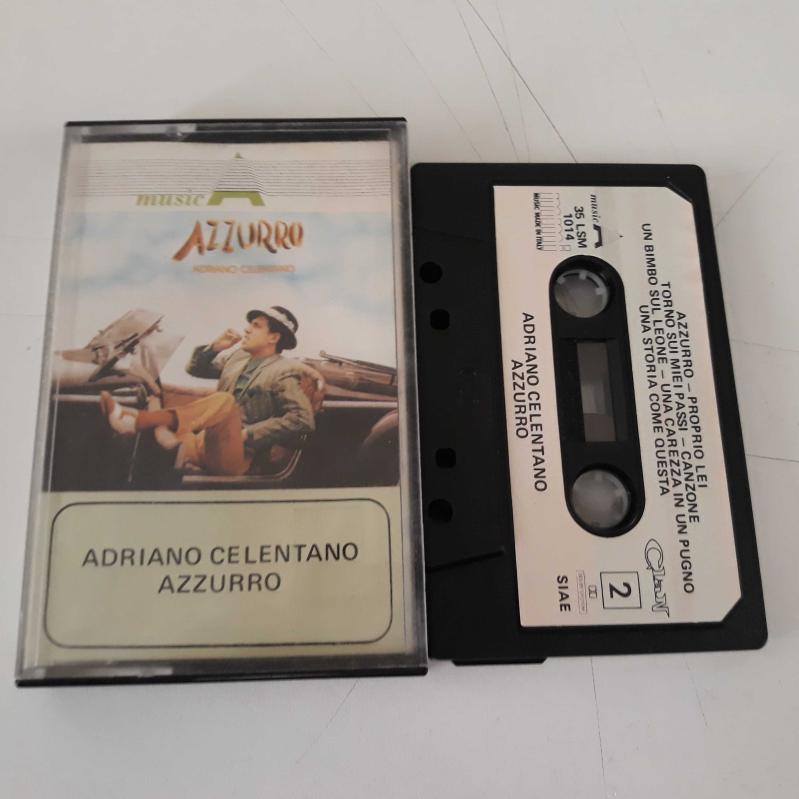 music A
AZZURRO
ADRIANO CELENTANO
ADRIANO CELENTANO
AZZURRO
music A
35 LSM
1014
MUSIC MADE IN ITALY
AZZURRO – PROPRIO LEI
TORNO SUI MIEI PASSI – CANZONE
UN BIMBO SUL LEONE – UNA CAREZZA IN UN PUGNO
UNA STORIA COME QUESTA
ADRIANO CELENTANO
AZZURRO
Clan
2
SIAE